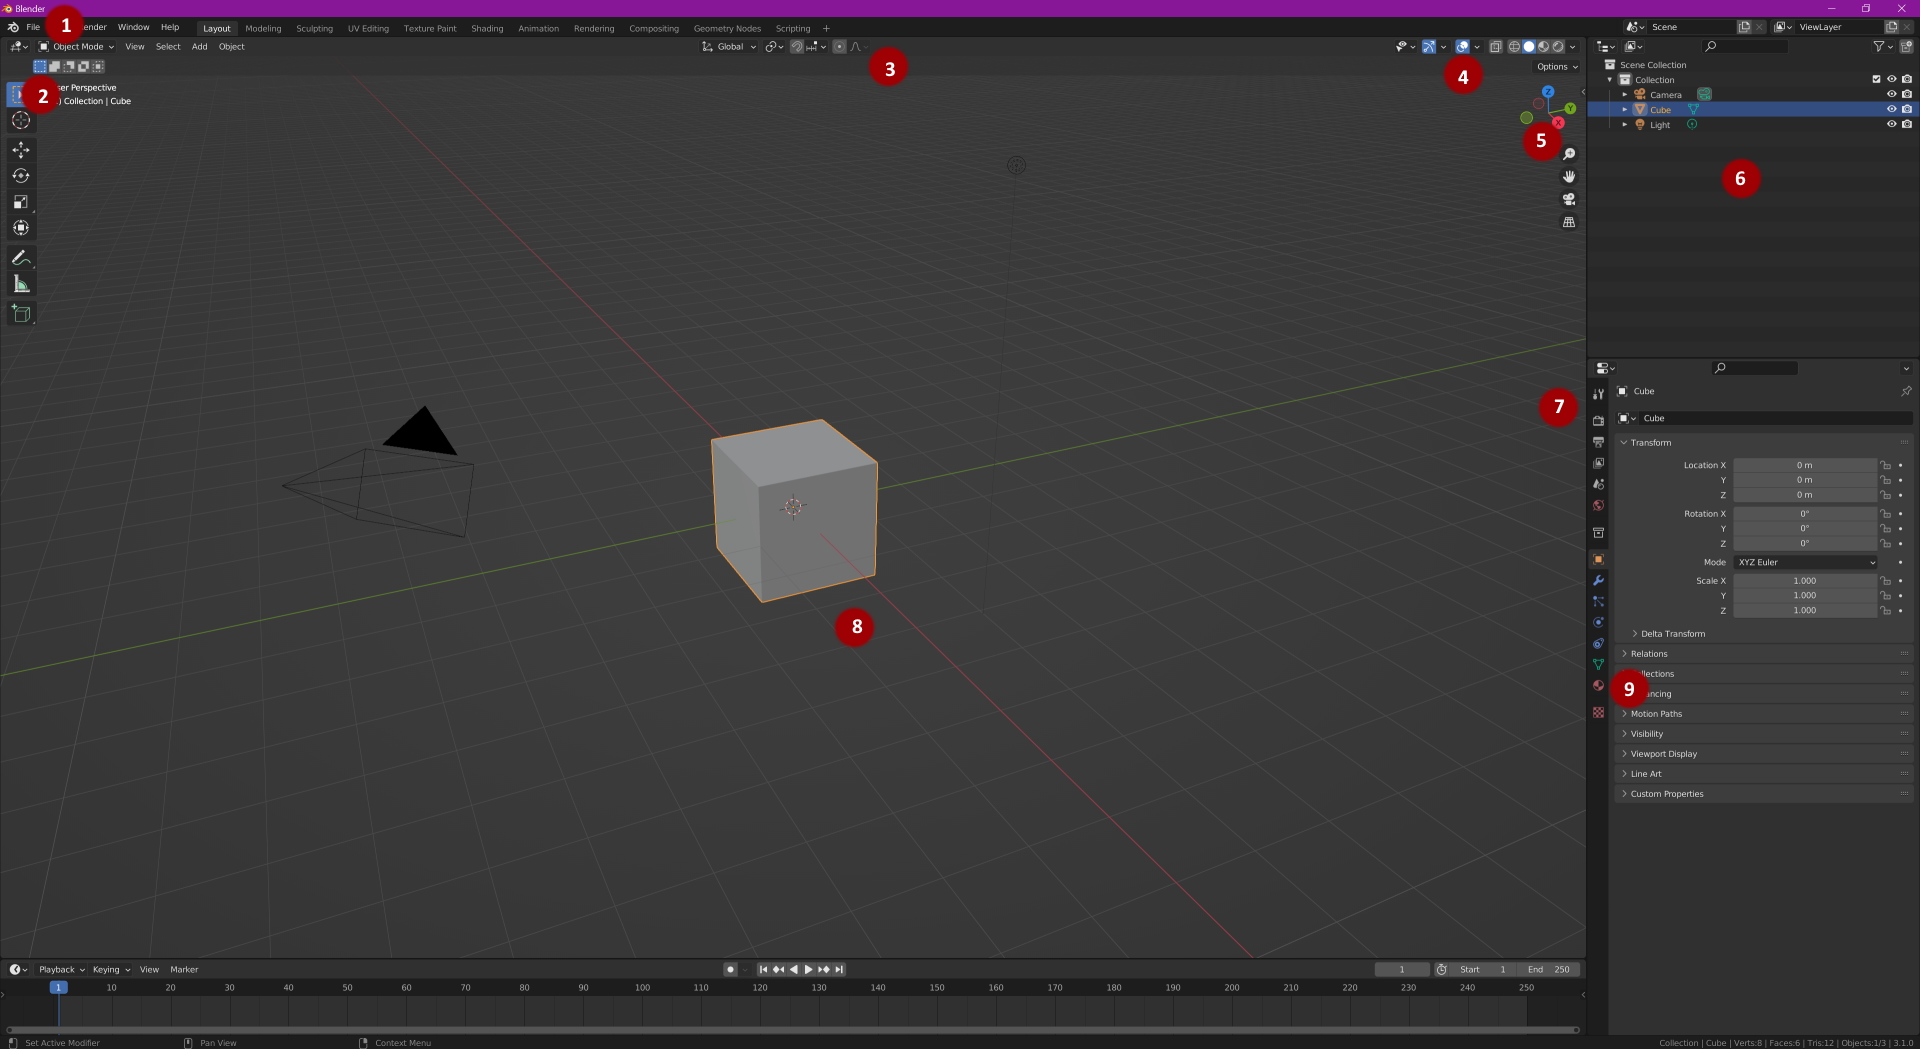 Blender
File ender Window Help Layout Modeling Sculpting UV Editing Texture Paint Shading Animation Rendering Compositing Geometry Nodes Scripting + Scene ViewLayer
1
Object Mode View Select Add Object Global
3
4
Options
2
ser Perspective
) Collection | Cube
Z
Y
X
5
Scene Collection
Collection
Camera
Cube
Light
6
7
Cube
Cube
Transform
Location X 0 m
Y 0 m
Z 0 m
Rotation X 0°
Y 0°
Z 0°
Mode XYZ Euler
Scale X 1.000
Y 1.000
Z 1.000
Delta Transform
Relations
llections
9
ancing
Motion Paths
Visibility
Viewport Display
Line Art
Custom Properties
8
Playback Keying View Marker 1 Start 1 End 250
1 10 20 30 40 50 60 70 80 90 100 110 120 130 140 150 160 170 180 190 200 210 220 230 240 250
Set Active Modifier Pan View Context Menu Collection | Cube | Verts:8 | Faces:6 | Tris:12 | Objects:1/3 | 3.1.0